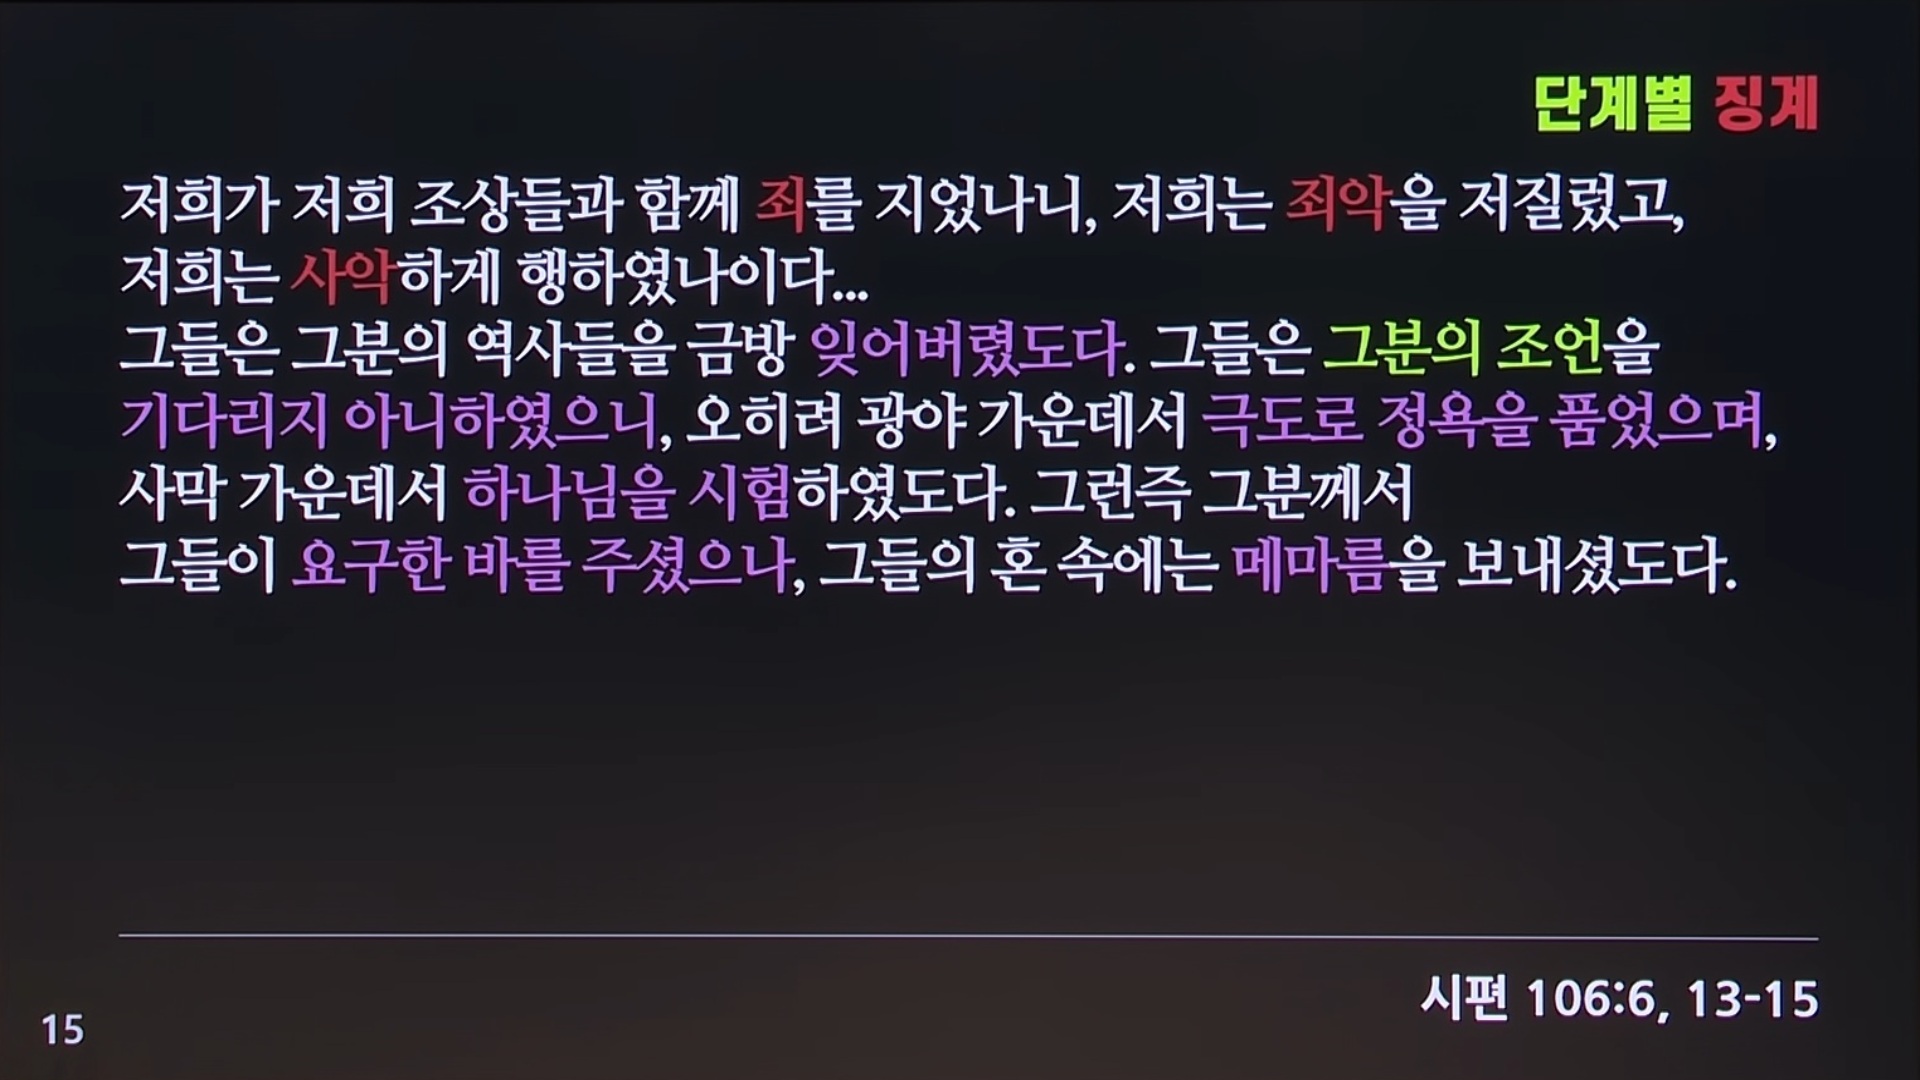 단계별 징계
저희가 저희 조상들과 함께 죄를 지었나니, 저희는 죄악을 저질렀고,
저희는 사악하게 행하였나이다...
그들은 그분의 역사들을 금방 잊어버렸도다. 그들은 그분의 조언을
기다리지 아니하였으니, 오히려 광야 가운데서 극도로 정욕을 품었으며,
사막 가운데서 하나님을 시험하였도다. 그런즉 그분께서
그들이 요구한 바를 주셨으나, 그들의 혼 속에는 메마름을 보내셨도다.
시편 106:6, 13-15
15